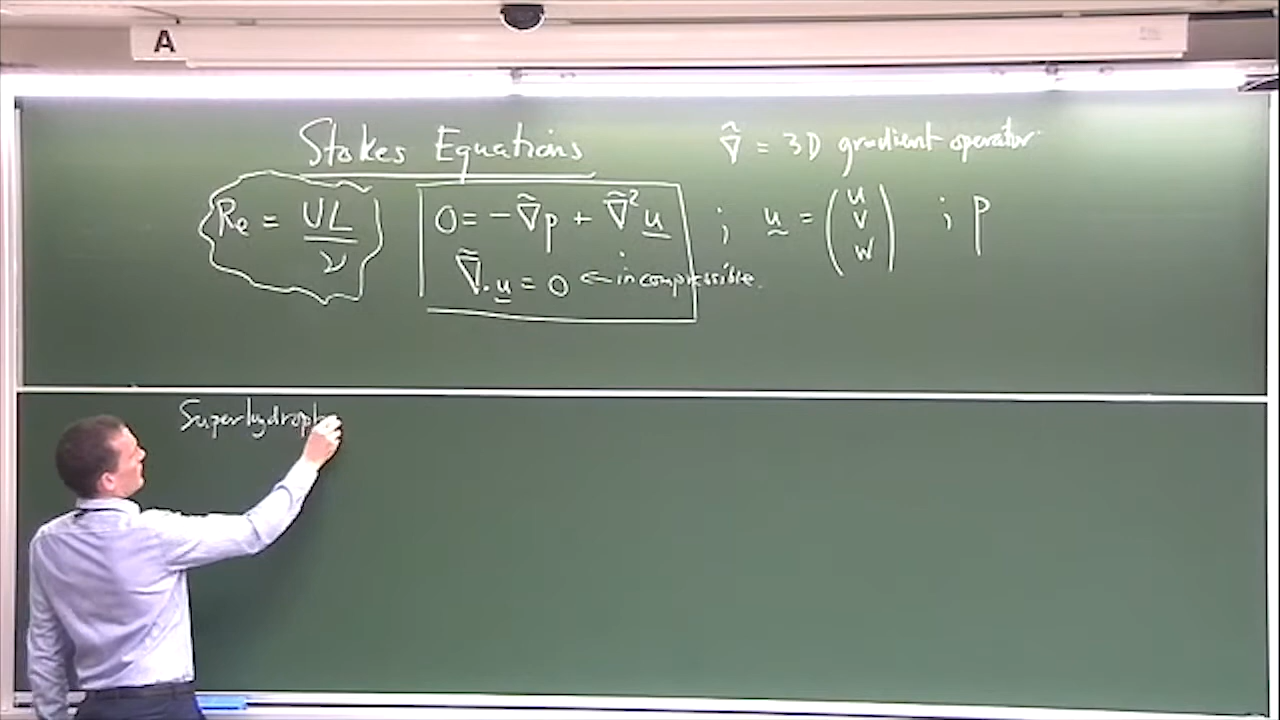 A
Stokes Equations
∇̃ = 3D gradient operator
Re = UL/ν
0 = -∇̃p + ∇̃²u ; u = (u v w) ; p
∇̃·u = 0 ← incompressible.
Superhydroph